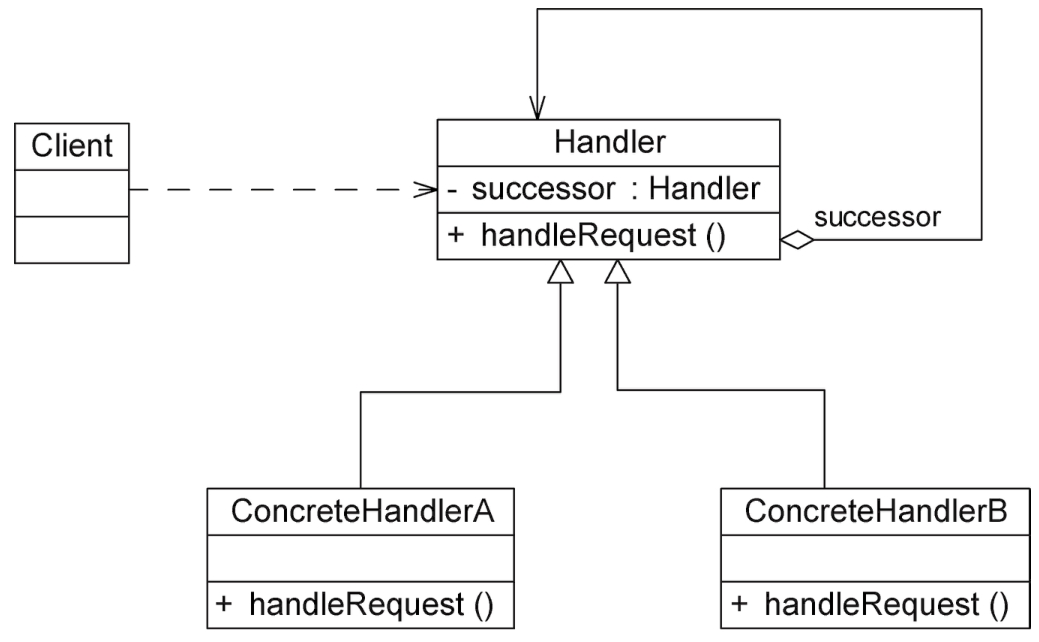 Client
Handler
- successor : Handler
+ handleRequest ()
successor
ConcreteHandlerA
+ handleRequest ()
ConcreteHandlerB
+ handleRequest ()